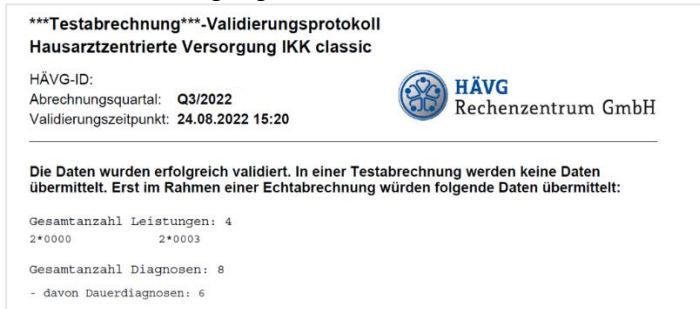 ***Testabrechnung***-Validierungsprotokoll
Hausarztzentrierte Versorgung IKK classic
HÄVG-ID:
Abrechnungsquartal: Q3/2022
Validierungszeitpunkt: 24.08.2022 15:20
HÄVG
Rechenzentrum GmbH
Die Daten wurden erfolgreich validiert. In einer Testabrechnung werden keine Daten
übermittelt. Erst im Rahmen einer Echtabrechnung würden folgende Daten übermittelt:
Gesamtanzahl Leistungen: 4
2*0000 2*0003
Gesamtanzahl Diagnosen: 8
- davon Dauerdiagnosen: 6